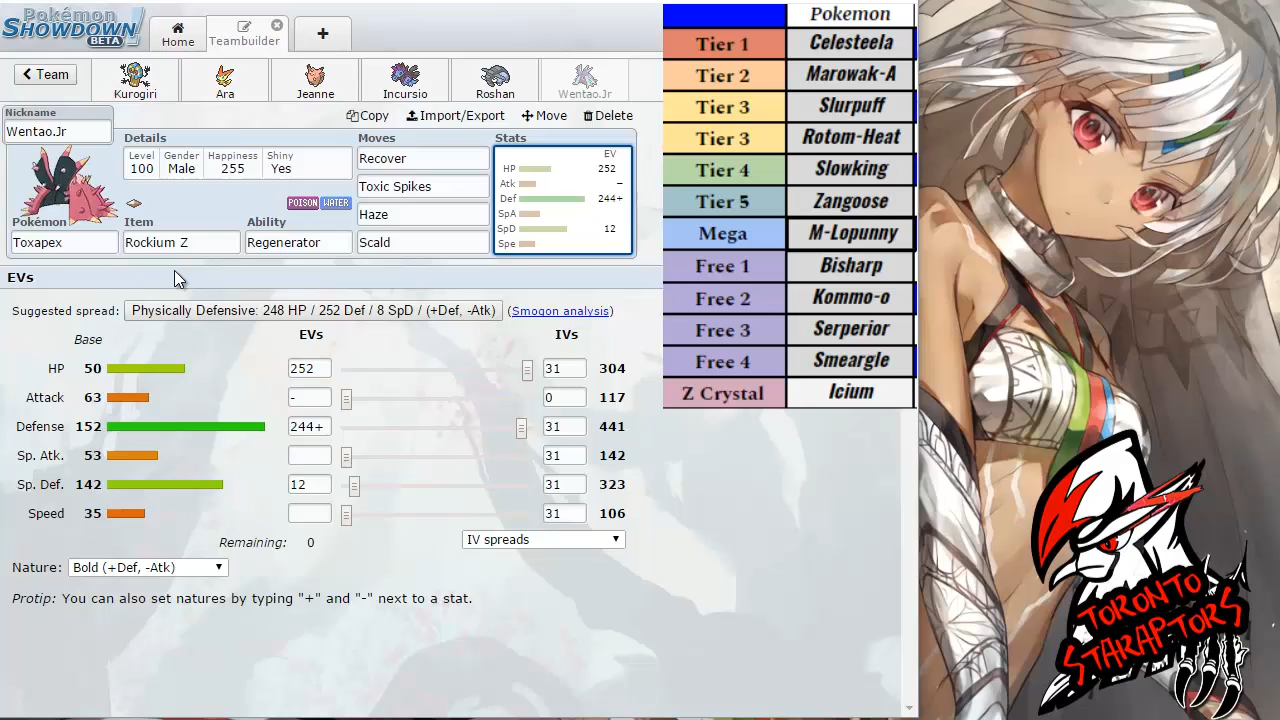 Pokémon
SHOWDOWN!
BETA
Home
Teambuilder
+
Team
Kurogiri
Ara
Jeanne
Incursio
Roshan
Wentao.Jr
Copy
Import/Export
Move
Delete
Nickname
Wentao.Jr
Details
Level
100
Gender
Male
Happiness
255
Shiny
Yes
POISON WATER
Pokémon
Toxapex
Item
Rockium Z
Ability
Regenerator
Moves
Recover
Toxic Spikes
Haze
Scald
Stats
EV
HP 252
Atk –
Def 244+
SpA
SpD 12
Spe
EVs
Suggested spread: Physically Defensive: 248 HP / 252 Def / 8 SpD / (+Def, -Atk) (Smogon analysis)
Base EVs IVs
HP 50 252 31 304
Attack 63 - 0 117
Defense 152 244+ 31 441
Sp. Atk. 53 31 142
Sp. Def. 142 12 31 323
Speed 35 31 106
Remaining: 0
IV spreads
Nature: Bold (+Def, -Atk)
Protip: You can also set natures by typing "+" and "-" next to a stat.
Pokemon
Tier 1 Celesteela
Tier 2 Marowak-A
Tier 3 Slurpuff
Tier 3 Rotom-Heat
Tier 4 Slowking
Tier 5 Zangoose
Mega M-Lopunny
Free 1 Bisharp
Free 2 Kommo-o
Free 3 Serperior
Free 4 Smeargle
Z Crystal Icium
TORONTO
STARAPTORS